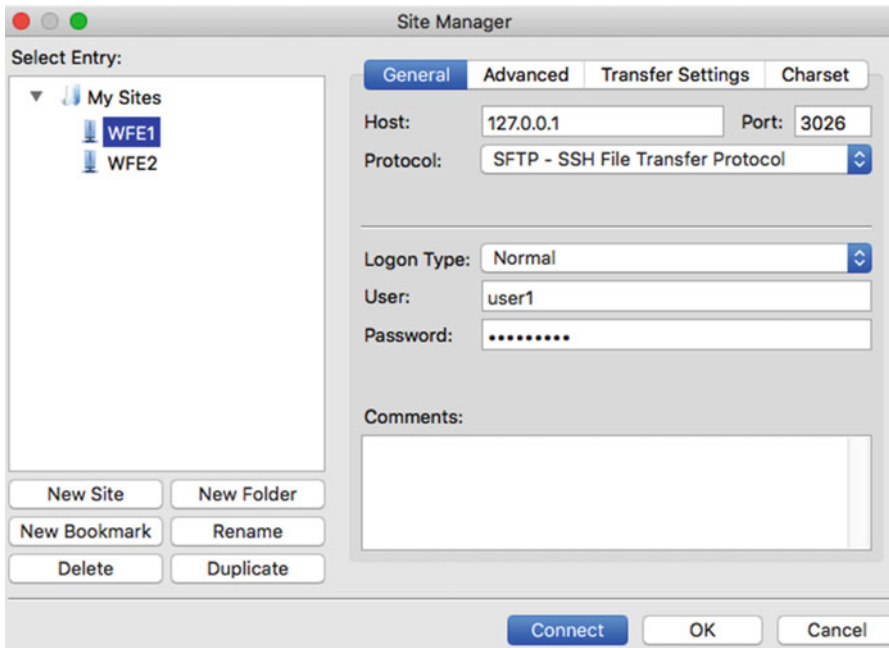 Site Manager
Select Entry:
My Sites
WFE1
WFE2
New Site
New Folder
New Bookmark
Rename
Delete
Duplicate
General
Advanced
Transfer Settings
Charset
Host:
127.0.0.1
Port:
3026
Protocol:
SFTP - SSH File Transfer Protocol
Logon Type:
Normal
User:
user1
Password:
•••••••••
Comments:
Connect
OK
Cancel